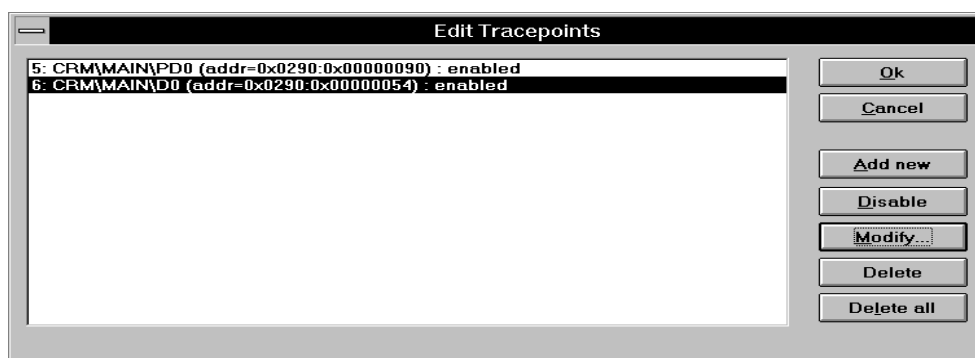 Edit Tracepoints
5: CRM\MAIN\PD0 (addr=0x0290:0x00000090) : enabled
6: CRM\MAIN\D0 (addr=0x0290:0x00000054) : enabled
Ok
Cancel
Add new
Disable
Modify...
Delete
Delete all